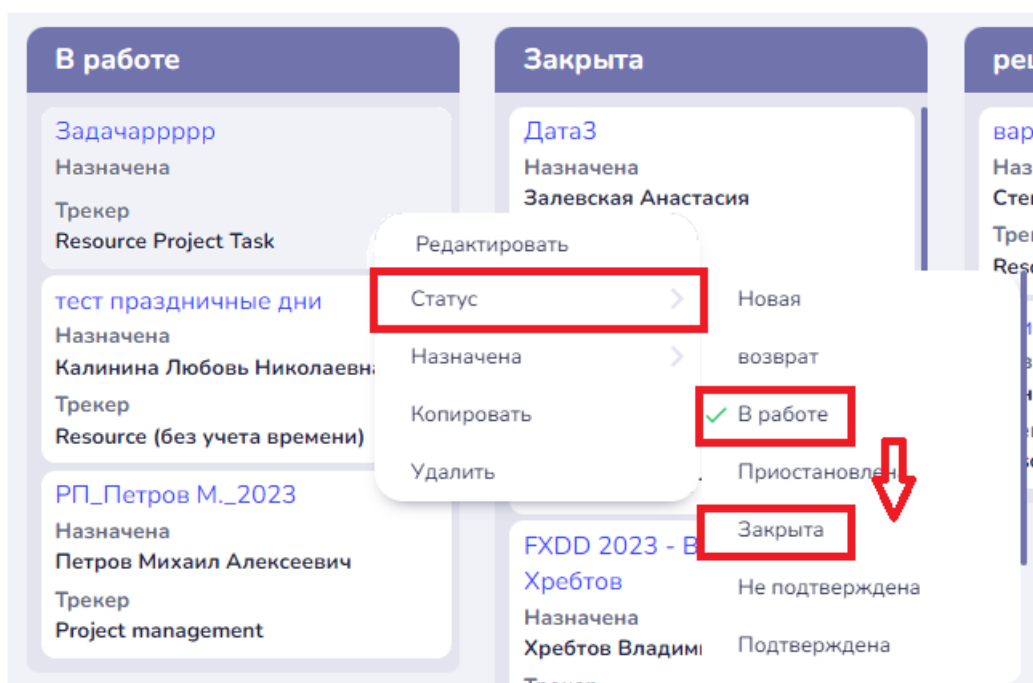 В работе
Задачаррррр
Назначена
Трекер
Resource Project Task
тест праздничные дни
Назначена
Калинина Любовь
Трекер
Resource (без учета времени)
РП_Петров М._2023
Назначена
Петров Михаил Алексеевич
Трекер
Project management
Закрыта
Дата3
Назначена
Залевская Анастасия
FXDD 2023 - В
Хребтов
Назначена
Хребтов
Редактировать
Статус
Назначена
Копировать
Удалить
Новая
возврат
В работе
Приостановлена
Закрыта
Не подтверждена
Подтверждена